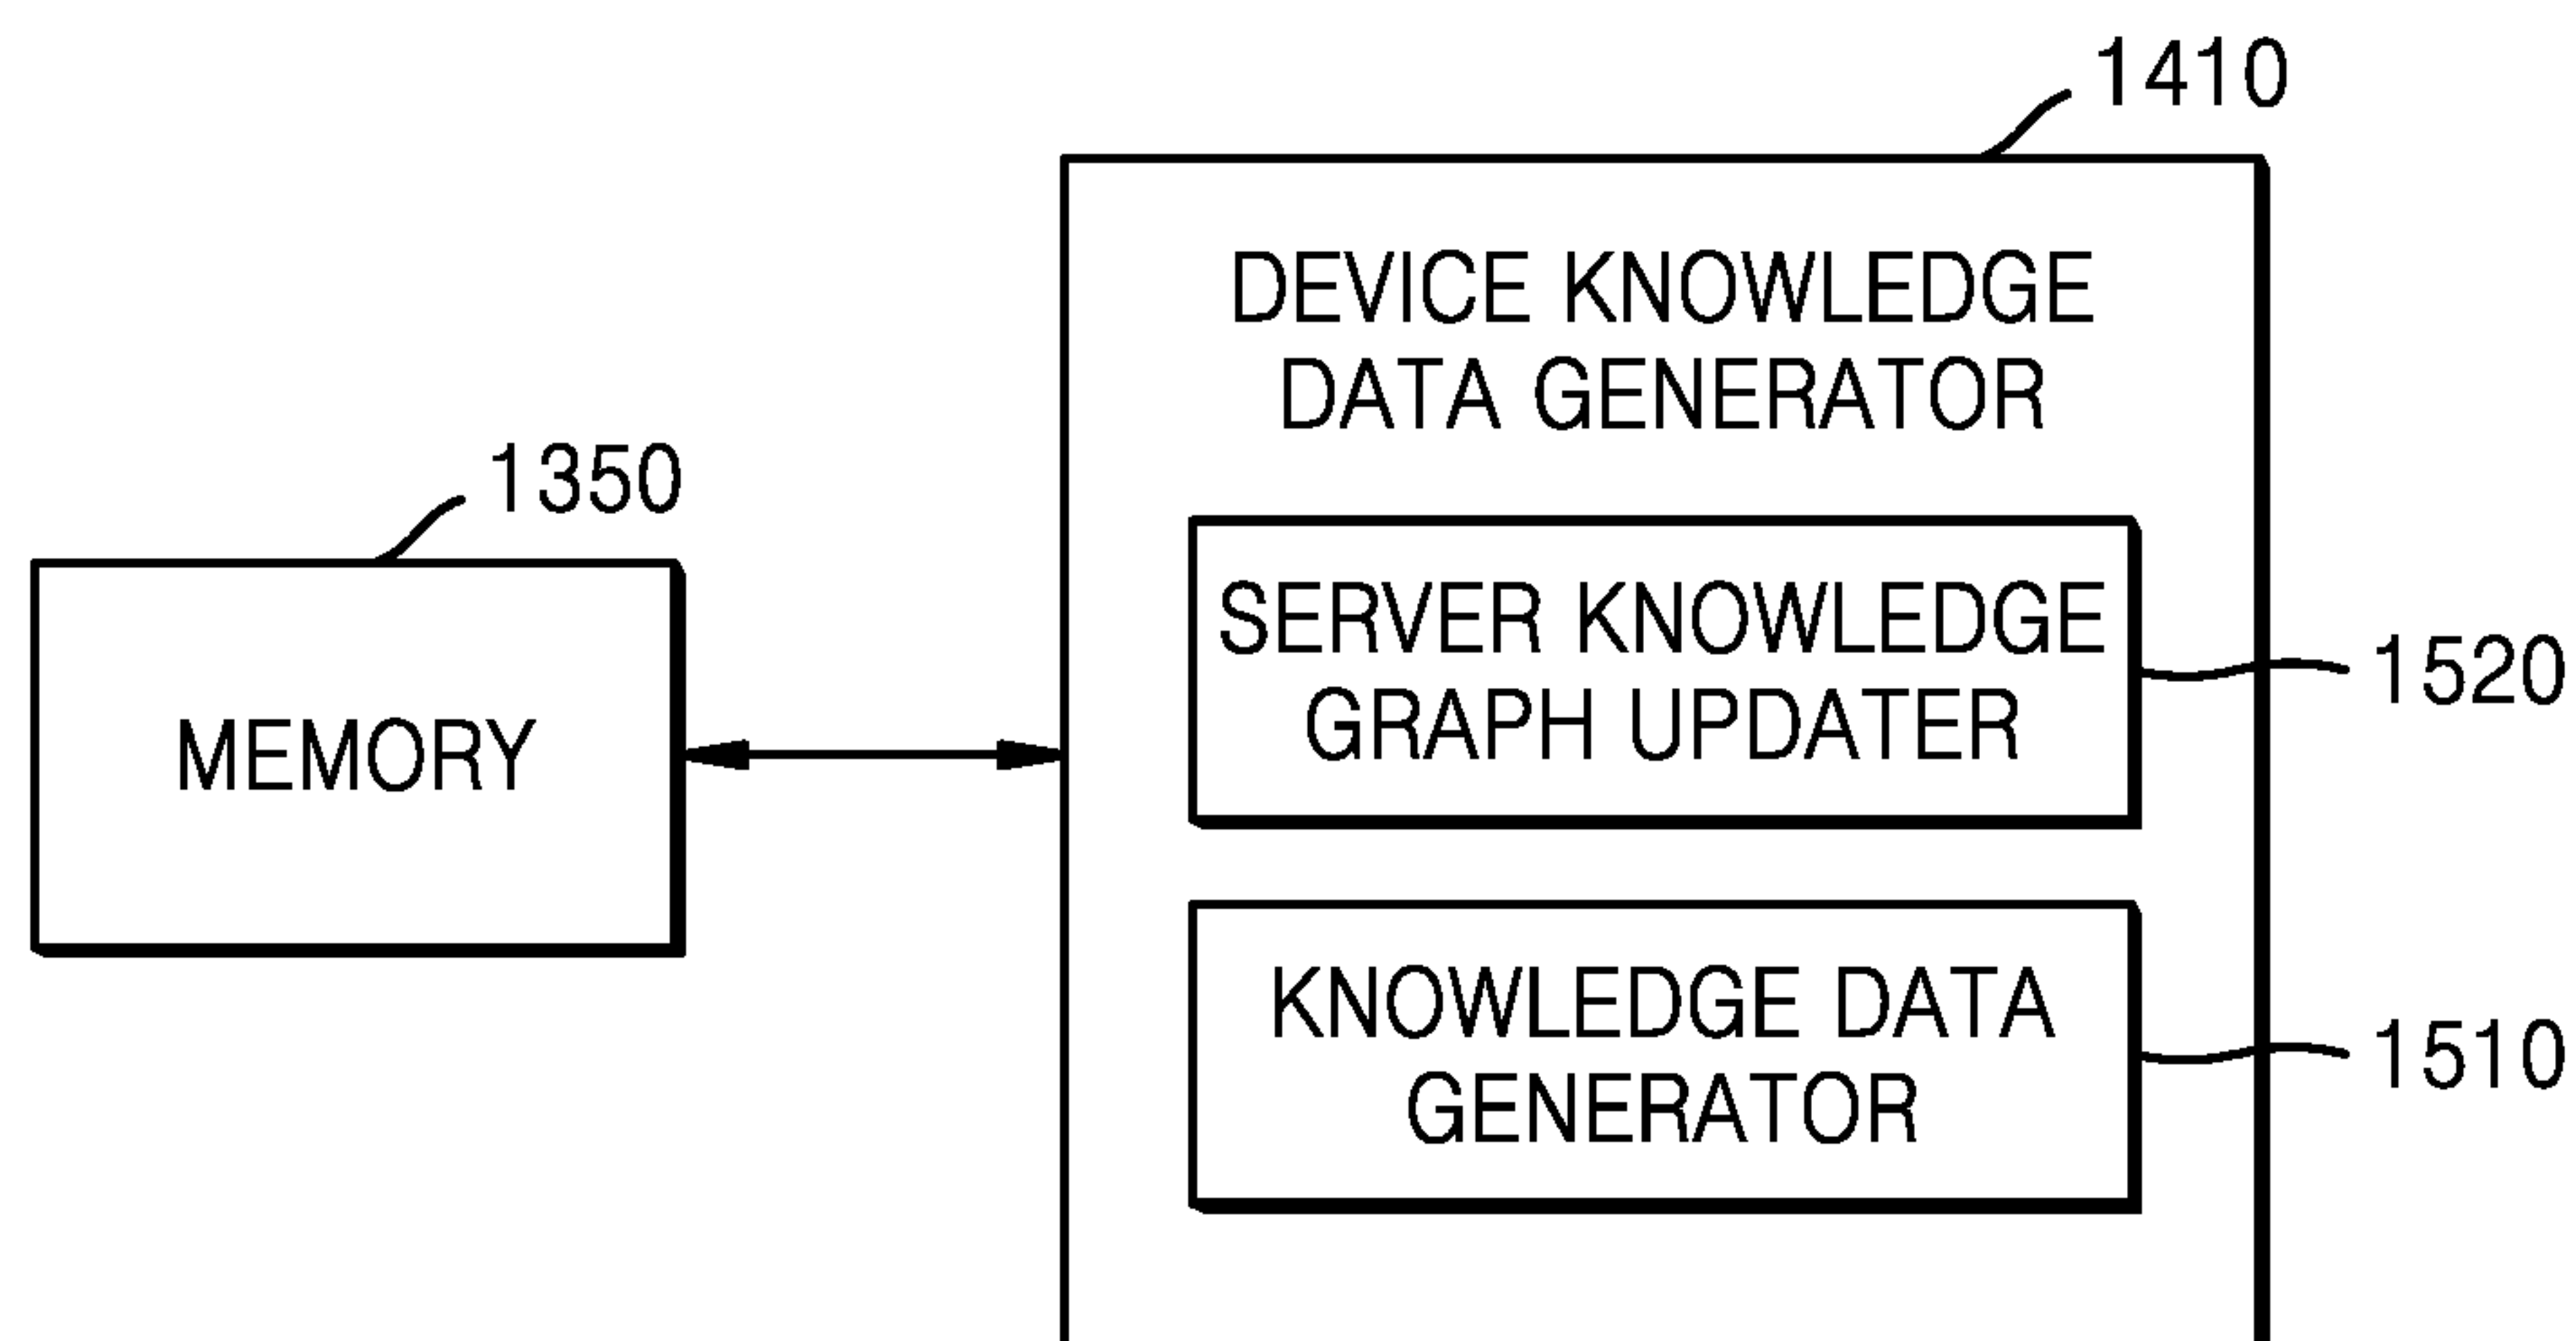 1410
DEVICE KNOWLEDGE
DATA GENERATOR
1350
MEMORY
SERVER KNOWLEDGE
GRAPH UPDATER
1520
KNOWLEDGE DATA
GENERATOR
1510